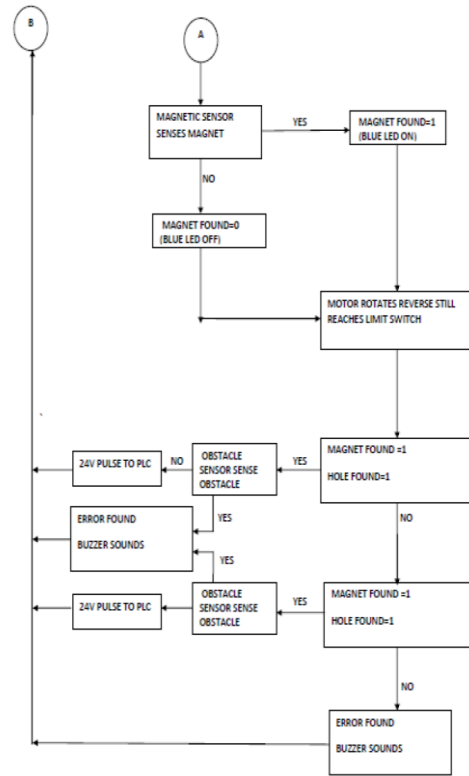 B
A
MAGNETIC SENSOR
SENSES MAGNET
YES
MAGNET FOUND=1
(BLUE LED ON)
NO
MAGNET FOUND=0
(BLUE LED OFF)
MOTOR ROTATES REVERSE STILL
REACHES LIMIT SWITCH
24V PULSE TO PLC
NO
OBSTACLE
SENSOR SENSE
OBSTACLE
YES
MAGNET FOUND =1
HOLE FOUND=1
YES
NO
ERROR FOUND
BUZZER SOUNDS
YES
24V PULSE TO PLC
OBSTACLE
SENSOR SENSE
OBSTACLE
YES
MAGNET FOUND =1
HOLE FOUND=1
NO
ERROR FOUND
BUZZER SOUNDS